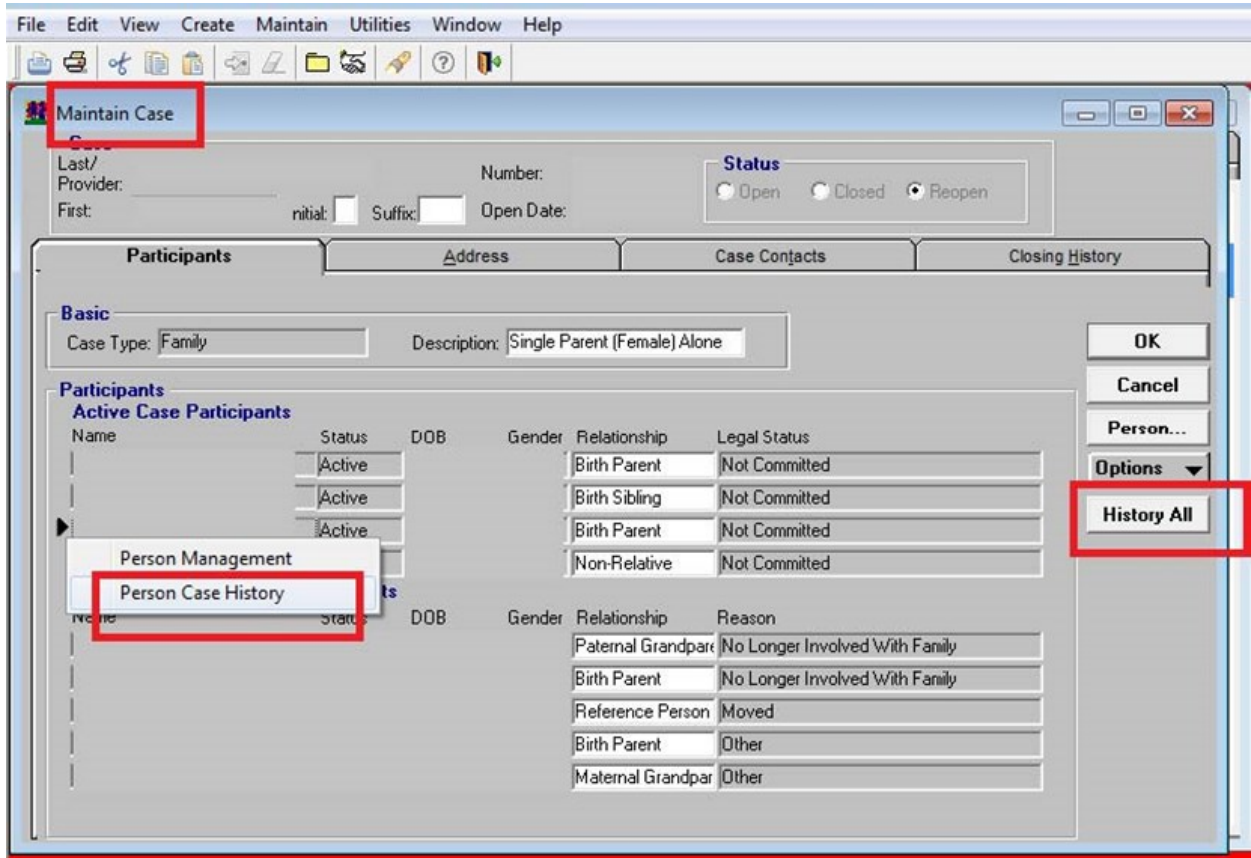 File Edit View Create Maintain Utilities Window Help
Maintain Case
Last/
Provider:
Number:
Status
Open Closed Reopen
First: nitial: Suffix: Open Date:
Participants Address Case Contacts Closing History
Basic
Case Type: Family Description: Single Parent (Female) Alone
OK
Cancel
Person...
Options
History All
Participants
Active Case Participants
Name Status DOB Gender Relationship Legal Status
Active Birth Parent Not Committed
Active Birth Sibling Not Committed
Active Birth Parent Not Committed
Non-Relative Not Committed
Person Management
Person Case History
ts
Name Status DOB Gender Relationship Reason
Paternal Grandpare No Longer Involved With Family
Birth Parent No Longer Involved With Family
Reference Person Moved
Birth Parent Other
Maternal Grandpar Other